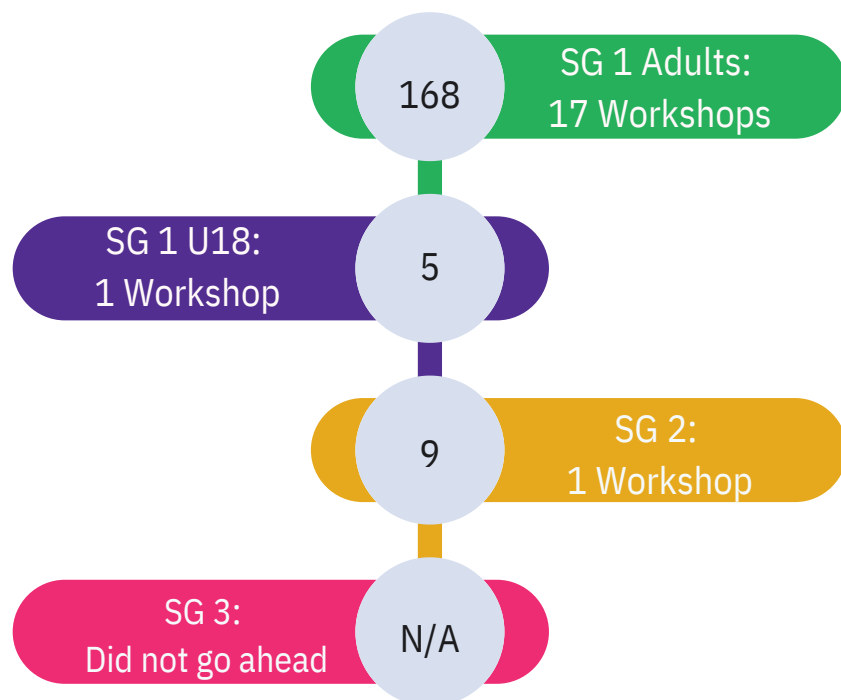 168
SG 1 Adults:
17 Workshops
SG 1 U18:
1 Workshop
5
9
SG 2:
1 Workshop
SG 3:
Did not go ahead
N/A